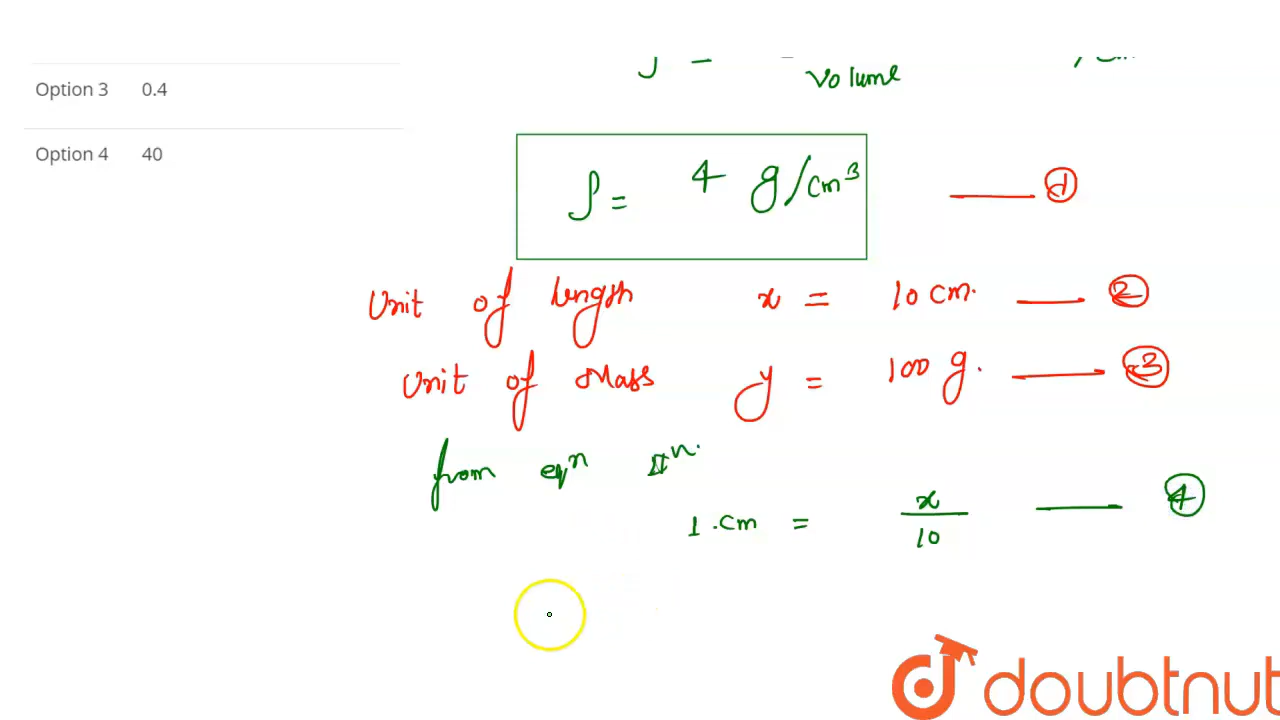 Volume
Option 3 0.4
Option 4 40
ρ = 4 g/cm³ ①
Unit of length x = 10 cm. ②
Unit of Mass y = 100 g. ③
from eqⁿ IIⁿ.
1 .cm = x/10 ④
doubtnut